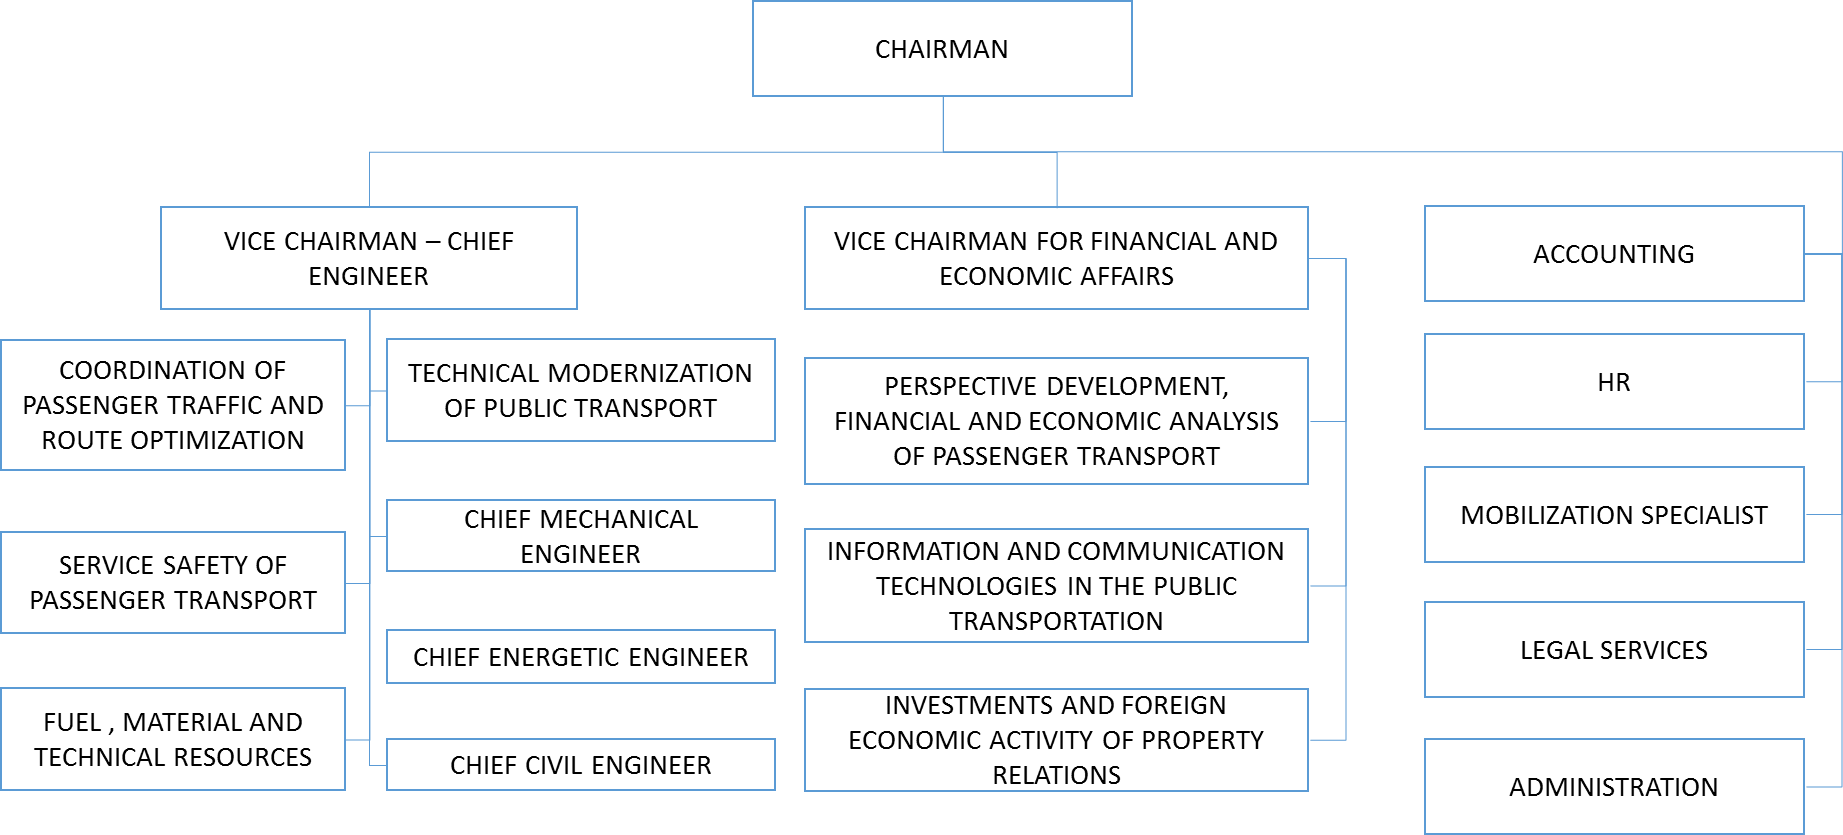 CHAIRMAN
VICE CHAIRMAN – CHIEF
ENGINEER
COORDINATION OF
PASSENGER TRAFFIC AND
ROUTE OPTIMIZATION
SERVICE SAFETY OF
PASSENGER TRANSPORT
FUEL , MATERIAL AND
TECHNICAL RESOURCES
TECHNICAL MODERNIZATION
OF PUBLIC TRANSPORT
CHIEF MECHANICAL
ENGINEER
CHIEF ENERGETIC ENGINEER
CHIEF CIVIL ENGINEER
VICE CHAIRMAN FOR FINANCIAL AND
ECONOMIC AFFAIRS
PERSPECTIVE DEVELOPMENT,
FINANCIAL AND ECONOMIC ANALYSIS
OF PASSENGER TRANSPORT
INFORMATION AND COMMUNICATION
TECHNOLOGIES IN THE PUBLIC
TRANSPORTATION
INVESTMENTS AND FOREIGN
ECONOMIC ACTIVITY OF PROPERTY
RELATIONS
ACCOUNTING
HR
MOBILIZATION SPECIALIST
LEGAL SERVICES
ADMINISTRATION